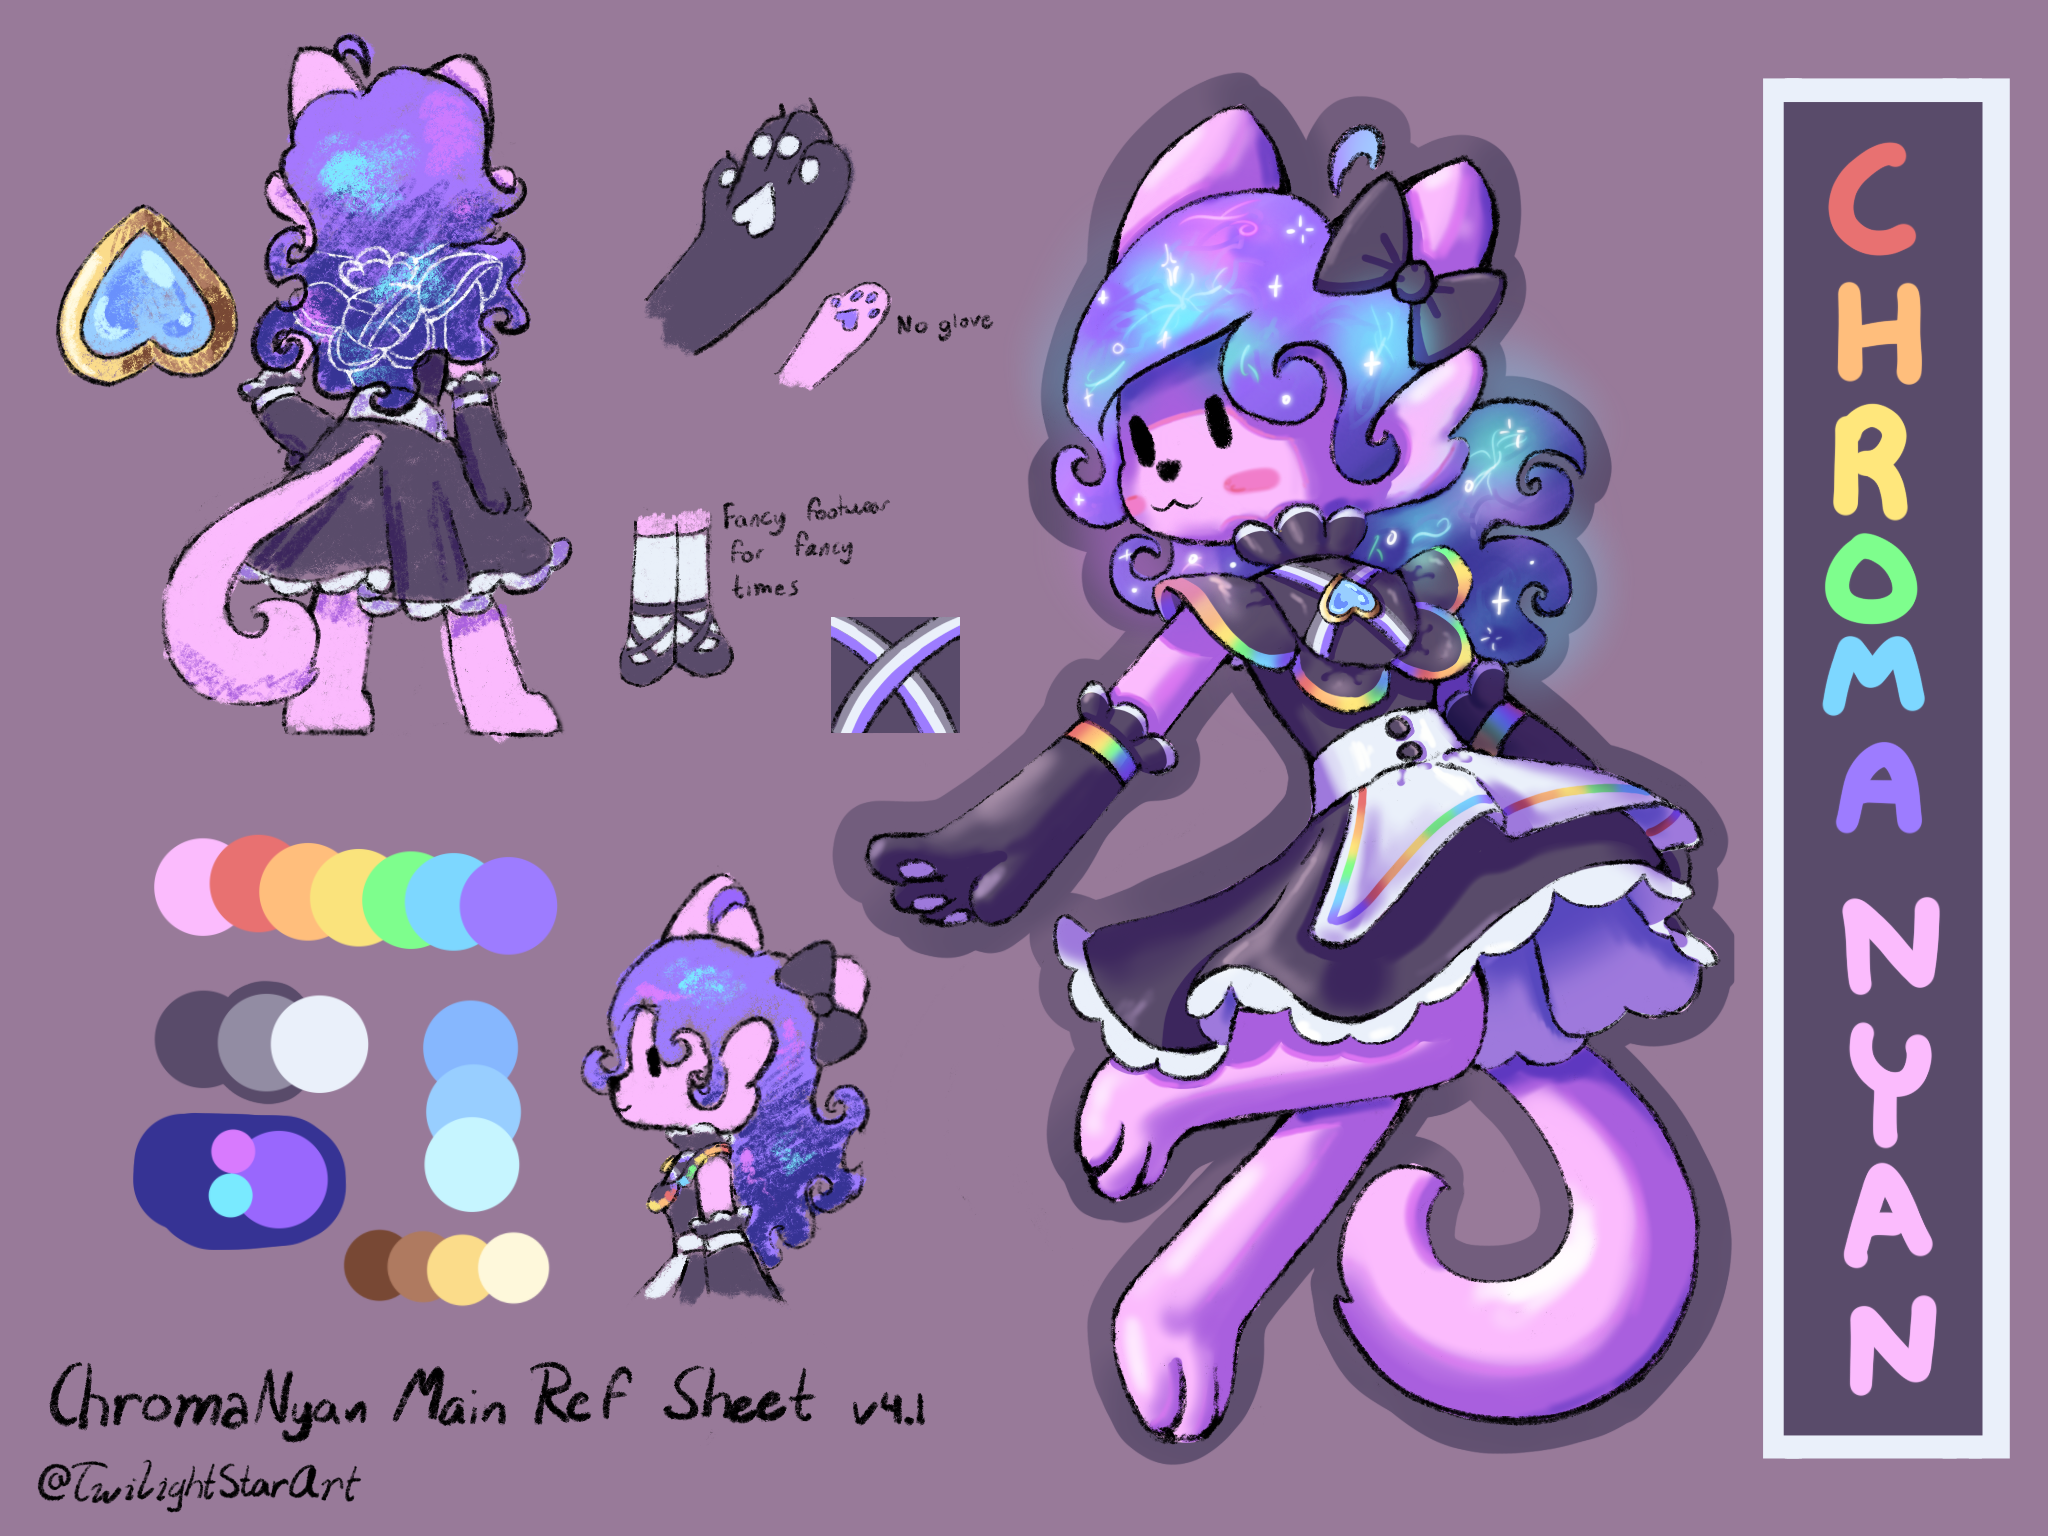 No glove
Fancy footwear
for fancy
times
CHROMA NYAN
ChromaNyan Main Ref Sheet v4.1
@TwilightStarArt